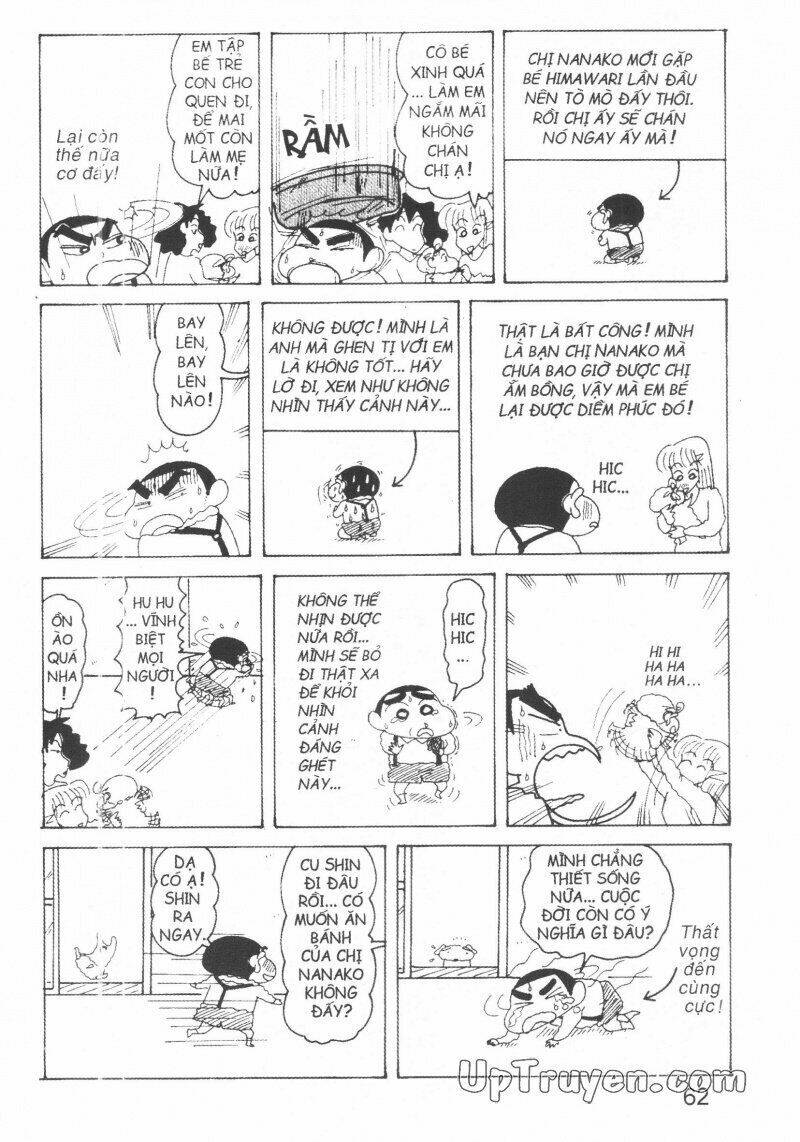 CHỊ NANAKO MỚI GẶP
BÉ HIMAWARI LẦN ĐẦU
NÊN TÒ MÒ ĐẤY THÔI.
RỒI CHỊ ẤY SẼ CHÁN
NÓ NGAY ẤY MÀ!
CÔ BÉ
XINH QUÁ
... LÀM EM
NGẮM MÃI
KHÔNG
CHÁN
CHỊ Ạ!
RẦM
EM TẬP
BẾ TRẺ
CON CHO
QUEN ĐI,
ĐỂ MAI
MỐT CÒN
LÀM MẸ
NỮA!
Lại còn
thế nữa
cơ đấy!
THẬT LÀ BẤT CÔNG! MÌNH
LÀ BẠN CHỊ NANAKO MÀ
CHƯA BAO GIỜ ĐƯỢC CHỊ
ẴM BỒNG, VẬY MÀ EM BÉ
LẠI ĐƯỢC DIỄM PHÚC ĐÓ!
HIC
HIC...
KHÔNG ĐƯỢC! MÌNH LÀ
ANH MÀ GHEN TỊ VỚI EM
LÀ KHÔNG TỐT... HÃY
LỜ ĐI, XEM NHƯ KHÔNG
NHÌN THẤY CẢNH NÀY...
BAY
LÊN,
BAY
LÊN
NÀO!
HI HI
HA HA
HA HA...
HIC
HIC
...
KHÔNG THỂ
NHỊN ĐƯỢC
NỮA RỒI...
MÌNH SẼ BỎ
ĐI THẬT XA
ĐỂ KHỎI
NHÌN
CẢNH
ĐÁNG
GHÉT
NÀY...
HU HU
... VĨNH
BIỆT
MỌI
NGƯỜI!
ỒN
ÀO
QUÁ
NHA
!
MÌNH CHẲNG
THIẾT SỐNG
NỮA... CUỘC
ĐỜI CÒN CÓ Ý
NGHĨA GÌ ĐÂU?
Thất
vọng
đến
cùng
cực!
CU SHIN
ĐI ĐÂU
RỒI... CÓ
MUỐN ĂN
BÁNH
CỦA CHỊ
NANAKO
KHÔNG
ĐẤY?
DẠ
CÓ Ạ!
SHIN
RA
NGAY
UpTruyen.com
62